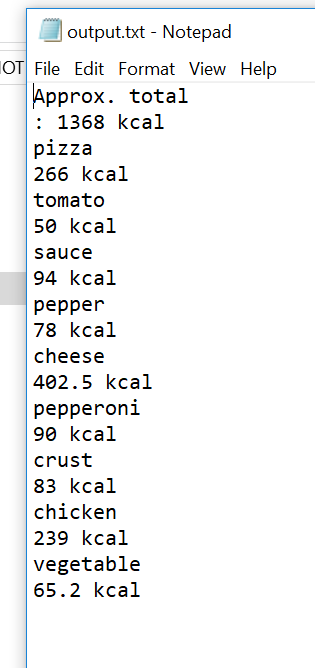 output.txt - Notepad
File Edit Format View Help
Approx. total
: 1368 kcal
pizza
266 kcal
tomato
50 kcal
sauce
94 kcal
pepper
78 kcal
cheese
402.5 kcal
pepperoni
90 kcal
crust
83 kcal
chicken
239 kcal
vegetable
65.2 kcal